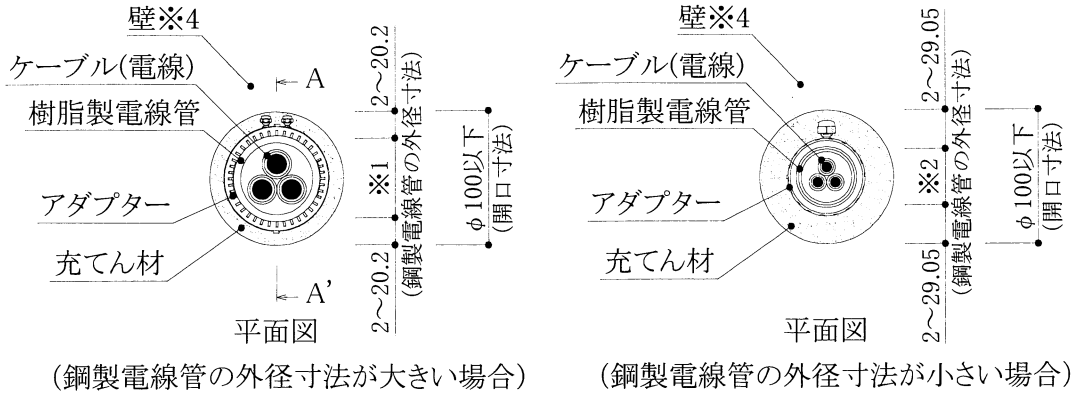 壁※4
ケーブル(電線)
樹脂製電線管
アダプター
充てん材
A
A'
2～20.2
※1
2～20.2
(鋼製電線管の外径寸法)
φ100以下
(開口寸法)
平面図
(鋼製電線管の外径寸法が大きい場合)
壁※4
ケーブル(電線)
樹脂製電線管
アダプター
充てん材
2～29.05
※2
2～29.05
(鋼製電線管の外径寸法)
φ100以下
(開口寸法)
平面図
(鋼製電線管の外径寸法が小さい場合)